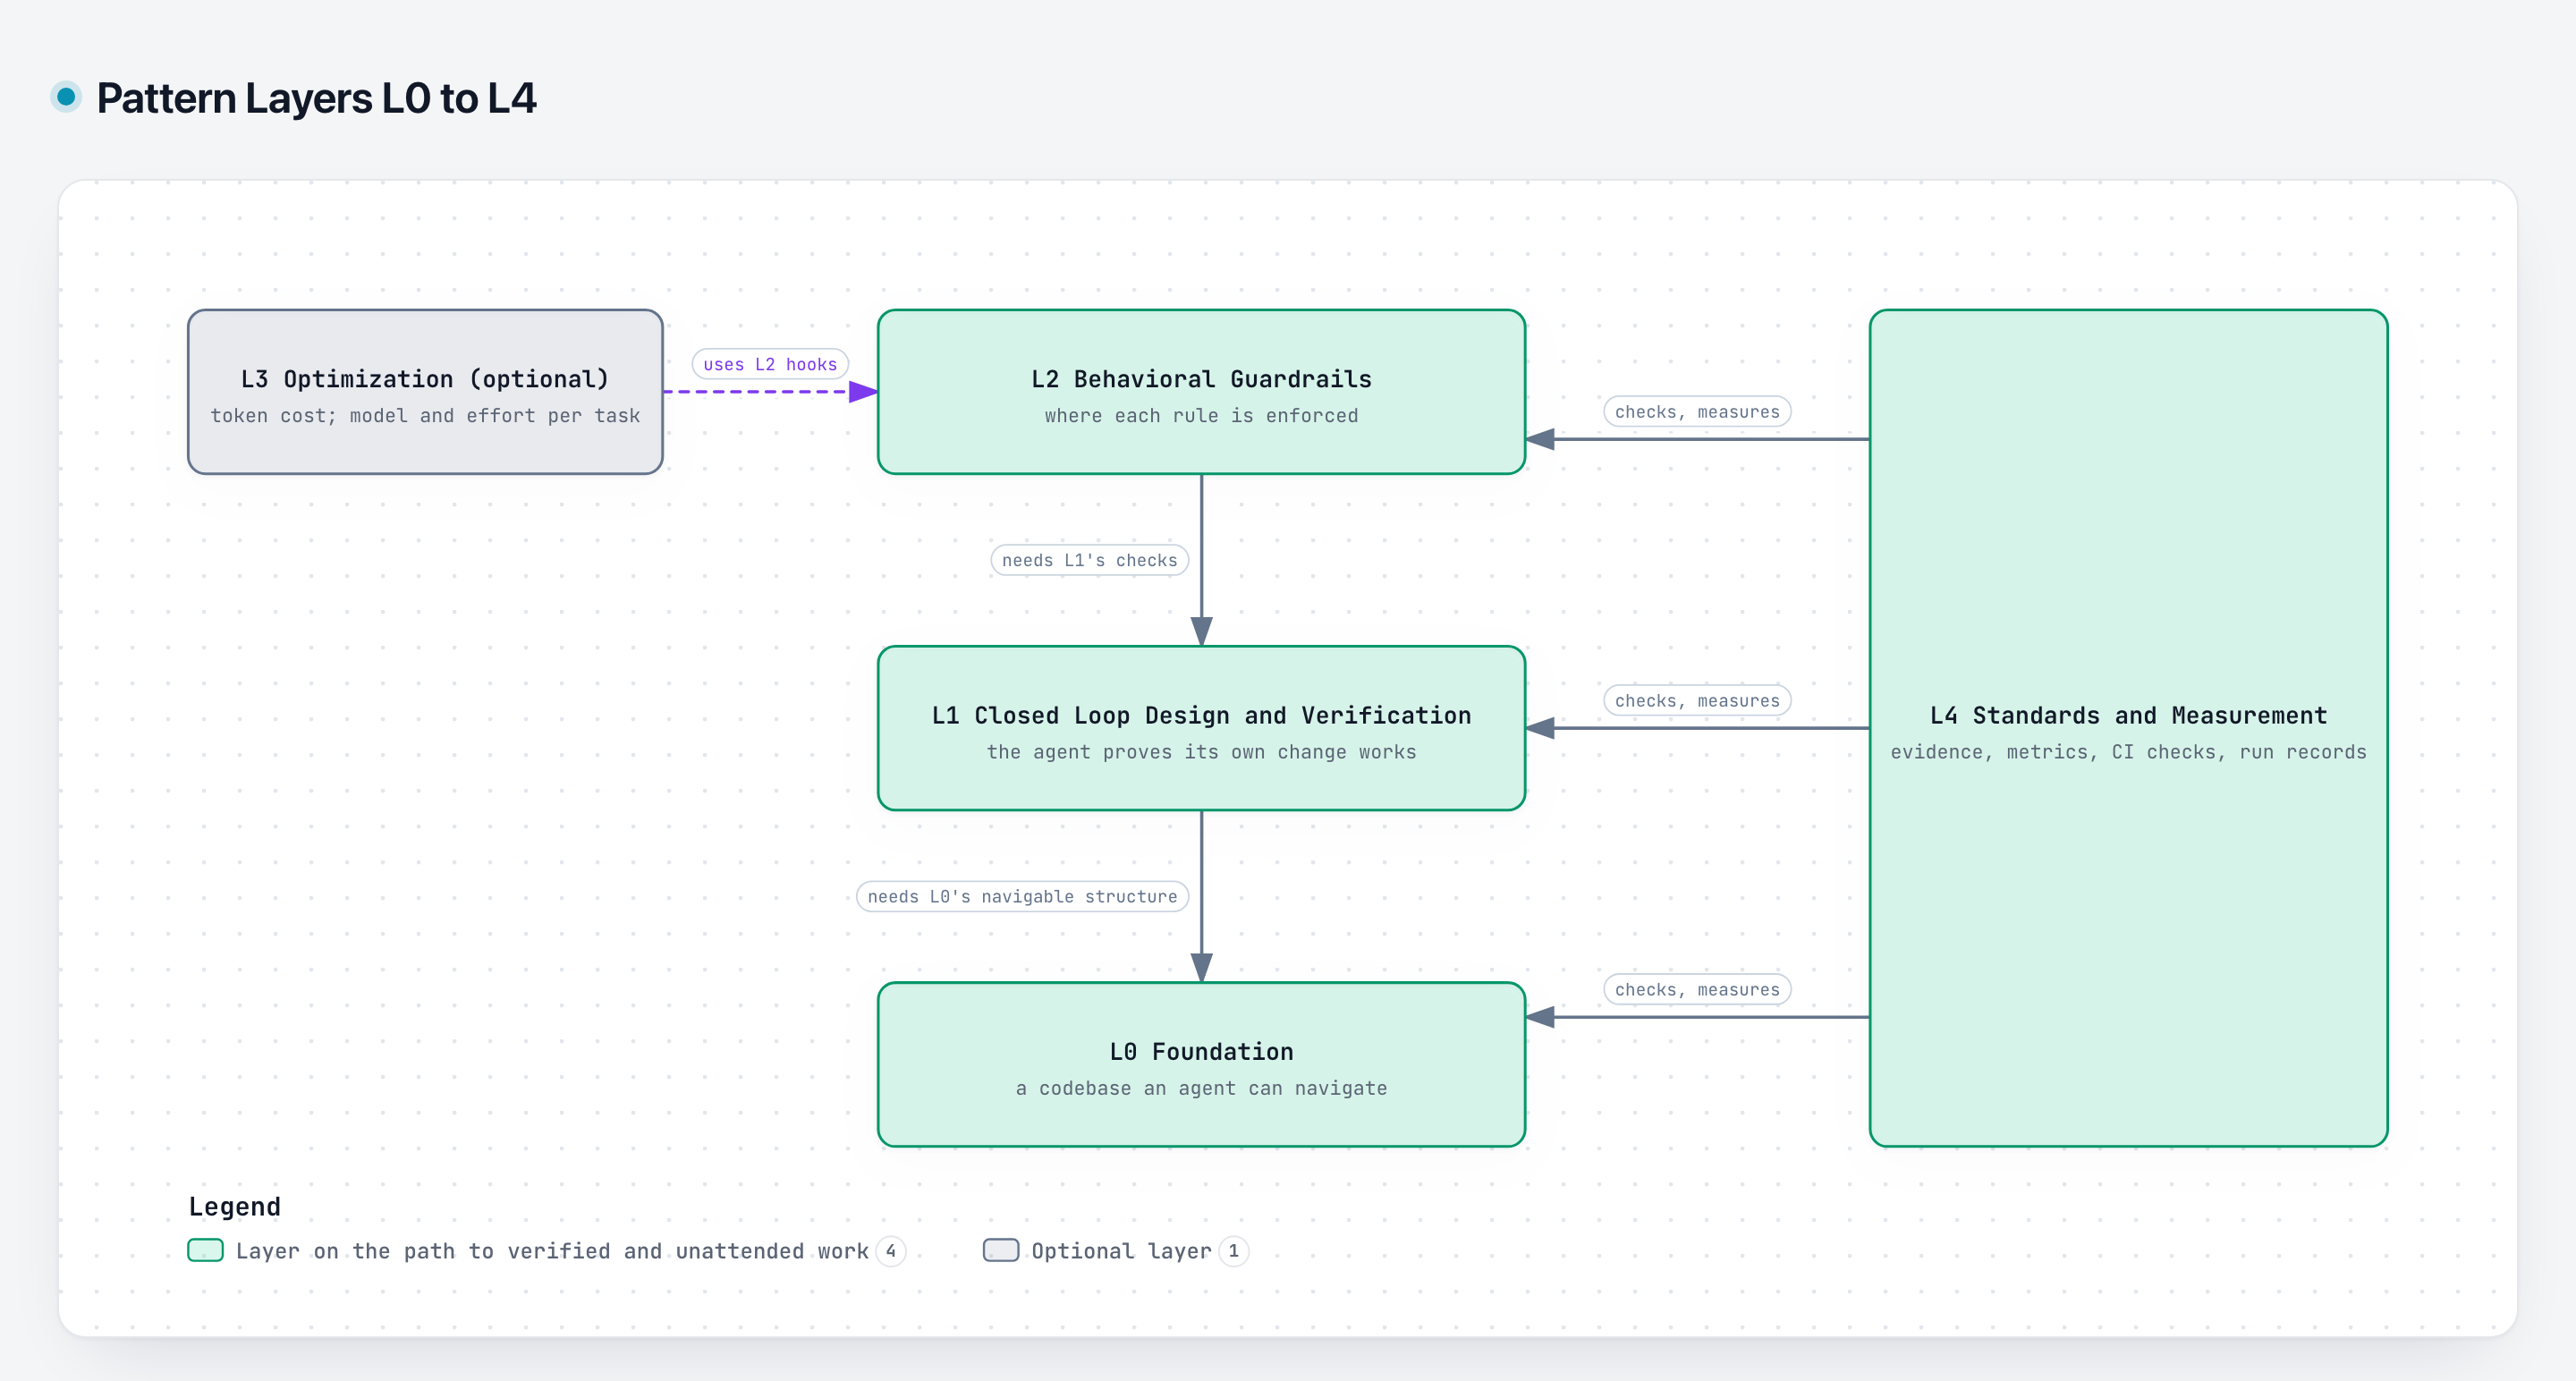 Pattern Layers L0 to L4
L3 Optimization (optional)
token cost; model and effort per task
uses L2 hooks
L2 Behavioral Guardrails
where each rule is enforced
checks, measures
needs L1's checks
L1 Closed Loop Design and Verification
the agent proves its own change works
checks, measures
L4 Standards and Measurement
evidence, metrics, CI checks, run records
needs L0's navigable structure
checks, measures
L0 Foundation
a codebase an agent can navigate
Legend
Layer on the path to verified and unattended work 4
Optional layer 1